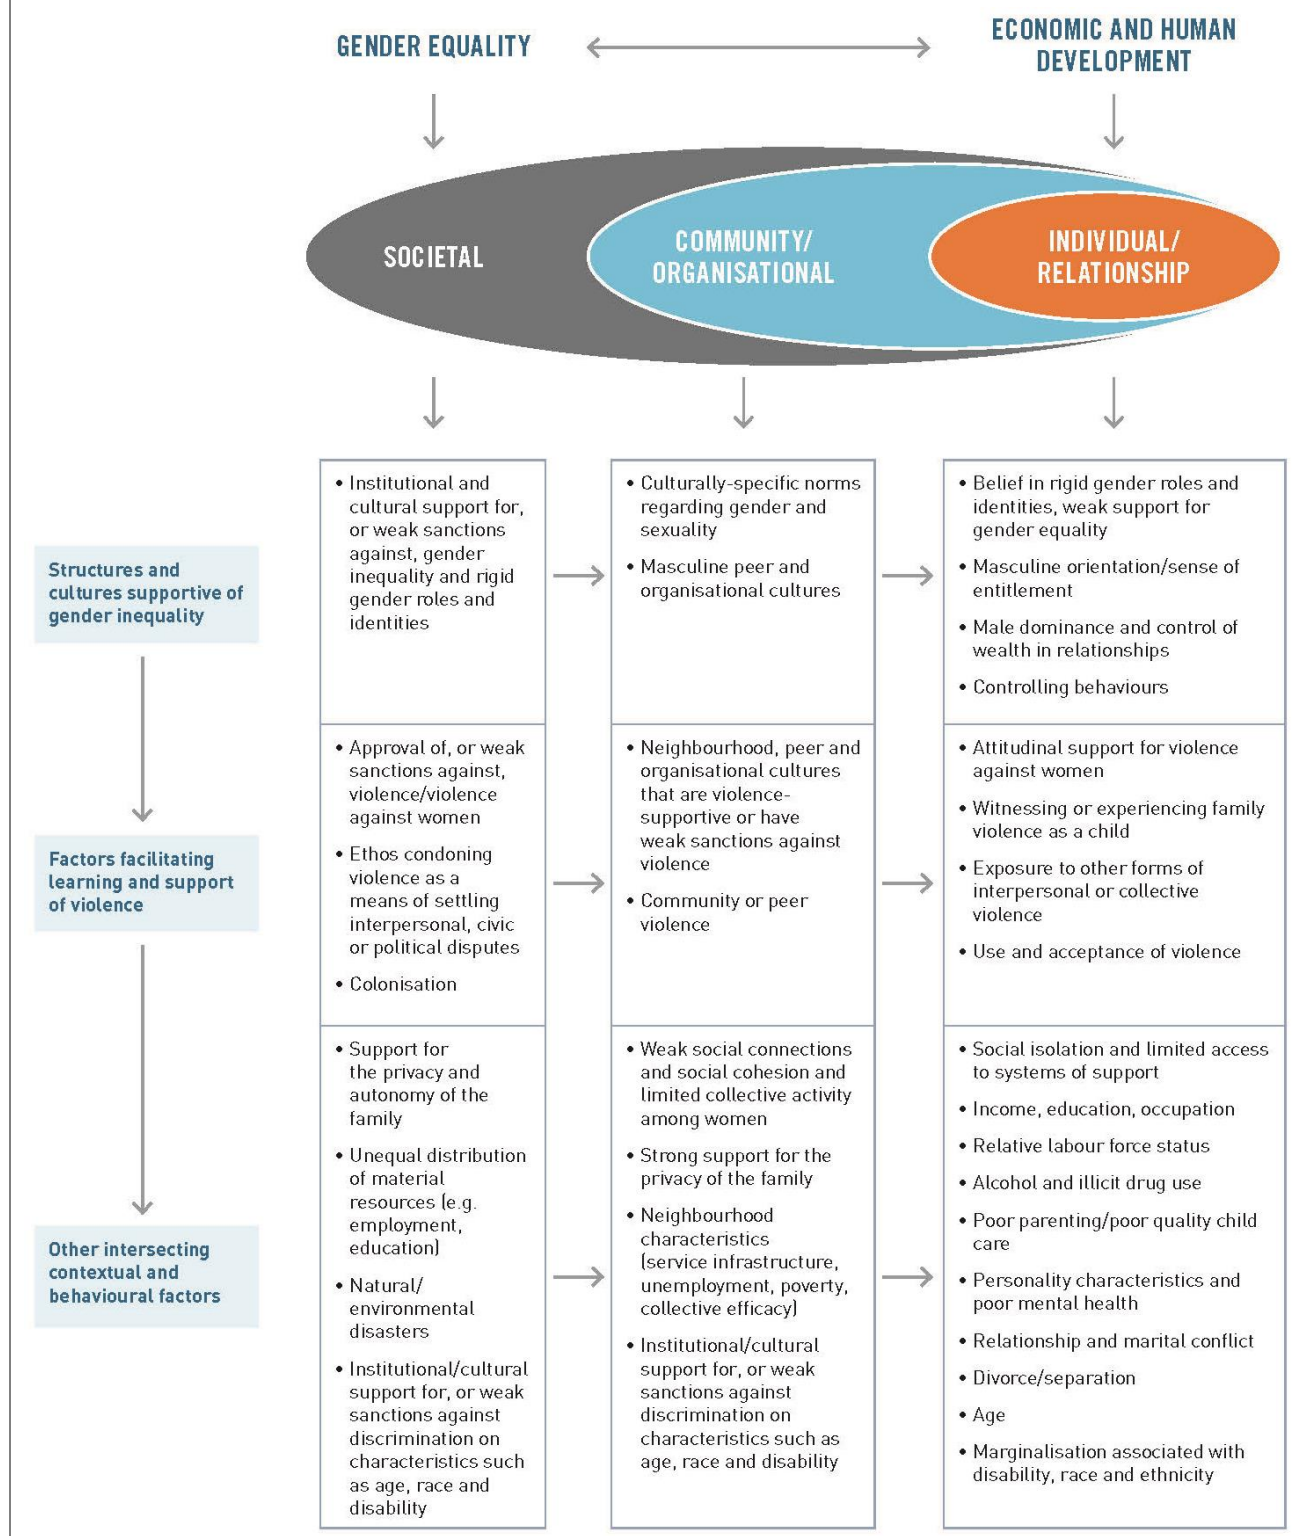 GENDER EQUALITY
ECONOMIC AND HUMAN
DEVELOPMENT
SOCIETAL
COMMUNITY/
ORGANISATIONAL
INDIVIDUAL/
RELATIONSHIP
Structures and
cultures supportive of
gender inequality
• Institutional and
cultural support for,
or weak sanctions
against, gender
inequality and rigid
gender roles and
identities
• Culturally-specific norms
regarding gender and
sexuality
• Masculine peer and
organisational cultures
• Belief in rigid gender roles and
identities, weak support for
gender equality
• Masculine orientation/sense of
entitlement
• Male dominance and control of
wealth in relationships
• Controlling behaviours
Factors facilitating
learning and support
of violence
• Approval of, or weak
sanctions against,
violence/violence
against women
• Ethos condoning
violence as a
means of settling
interpersonal, civic
or political disputes
• Colonisation
• Neighbourhood, peer and
organisational cultures
that are violence-
supportive or have
weak sanctions against
violence
• Community or peer
violence
• Attitudinal support for violence
against women
• Witnessing or experiencing family
violence as a child
• Exposure to other forms of
interpersonal or collective
violence
• Use and acceptance of violence
Other intersecting
contextual and
behavioural factors
• Support for
the privacy and
autonomy of the
family
• Unequal distribution
of material
resources (e.g.
employment,
education)
• Natural/
environmental
disasters
• Institutional/cultural
support for, or weak
sanctions against
discrimination on
characteristics such
as age, race and
disability
• Weak social connections
and social cohesion and
limited collective activity
among women
• Strong support for the
privacy of the family
• Neighbourhood
characteristics
(service infrastructure,
unemployment, poverty,
collective efficacy)
• Institutional/cultural
support for, or weak
sanctions against
discrimination on
characteristics such as
age, race and disability
• Social isolation and limited access
to systems of support
• Income, education, occupation
• Relative labour force status
• Alcohol and illicit drug use
• Poor parenting/poor quality child
care
• Personality characteristics and
poor mental health
• Relationship and marital conflict
• Divorce/separation
• Age
• Marginalisation associated with
disability, race and ethnicity